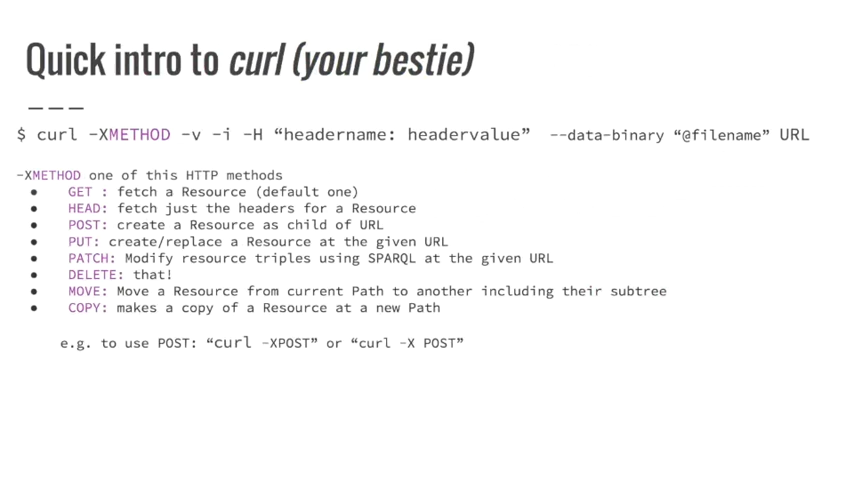 Quick intro to curl (your bestie)
$ curl -XMETHOD -v -i -H “headername: headervalue” --data-binary “@filename” URL
-XMETHOD one of this HTTP methods
● GET : fetch a Resource (default one)
● HEAD: fetch just the headers for a Resource
● POST: create a Resource as child of URL
● PUT: create/replace a Resource at the given URL
● PATCH: Modify resource triples using SPARQL at the given URL
● DELETE: that!
● MOVE: Move a Resource from current Path to another including their subtree
● COPY: makes a copy of a Resource at a new Path
e.g. to use POST: “curl -XPOST” or “curl -X POST”